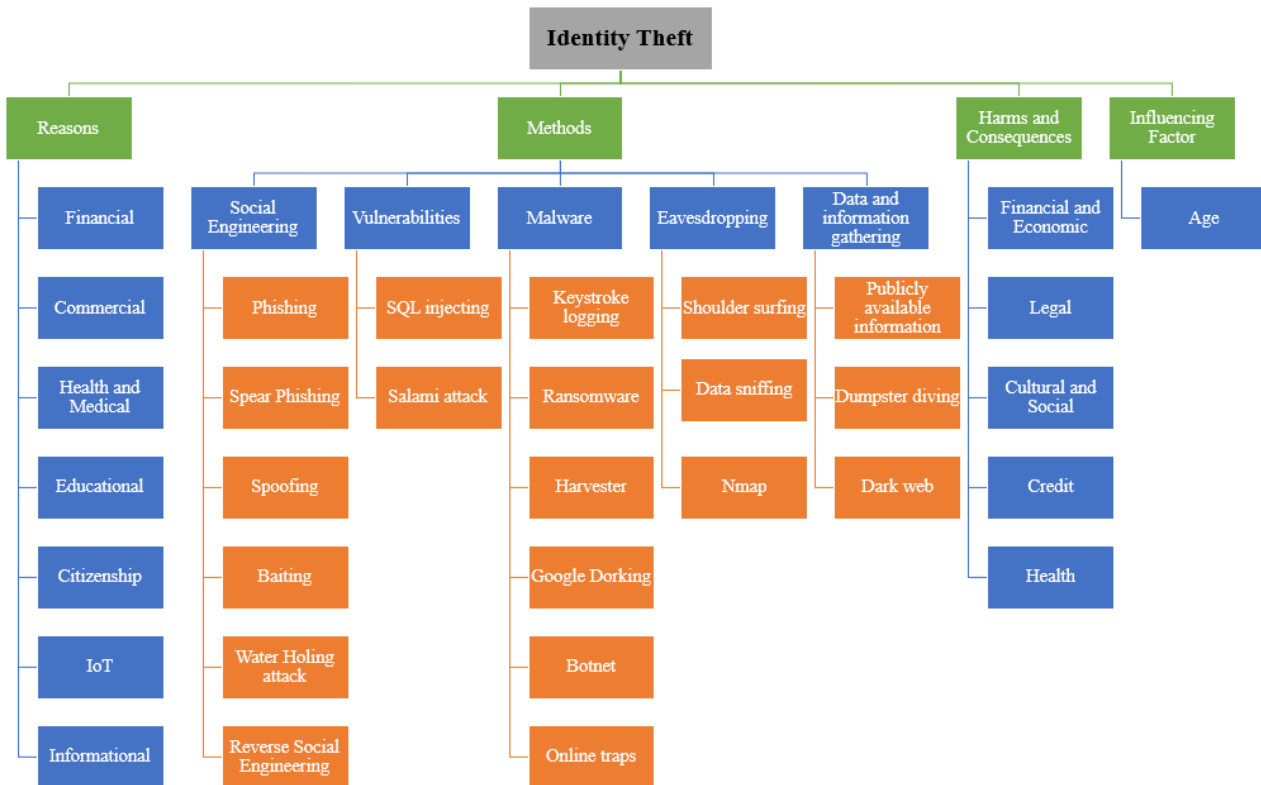 Identity Theft
Reasons
Methods
Harms and
Consequences
Influencing
Factor
Financial
Social
Engineering
Vulnerabilities
Malware
Eavesdropping
Data and
information
gathering
Financial and
Economic
Age
Commercial
Phishing
SQL injecting
Keystroke
logging
Shoulder surfing
Publicly
available
information
Legal
Health and
Medical
Spear Phishing
Salami attack
Ransomware
Data sniffing
Dumpster diving
Cultural and
Social
Educational
Spoofing
Harvester
Nmap
Dark web
Credit
Citizenship
Baiting
Google Dorking
Health
IoT
Water Holing
attack
Botnet
Informational
Reverse Social
Engineering
Online traps